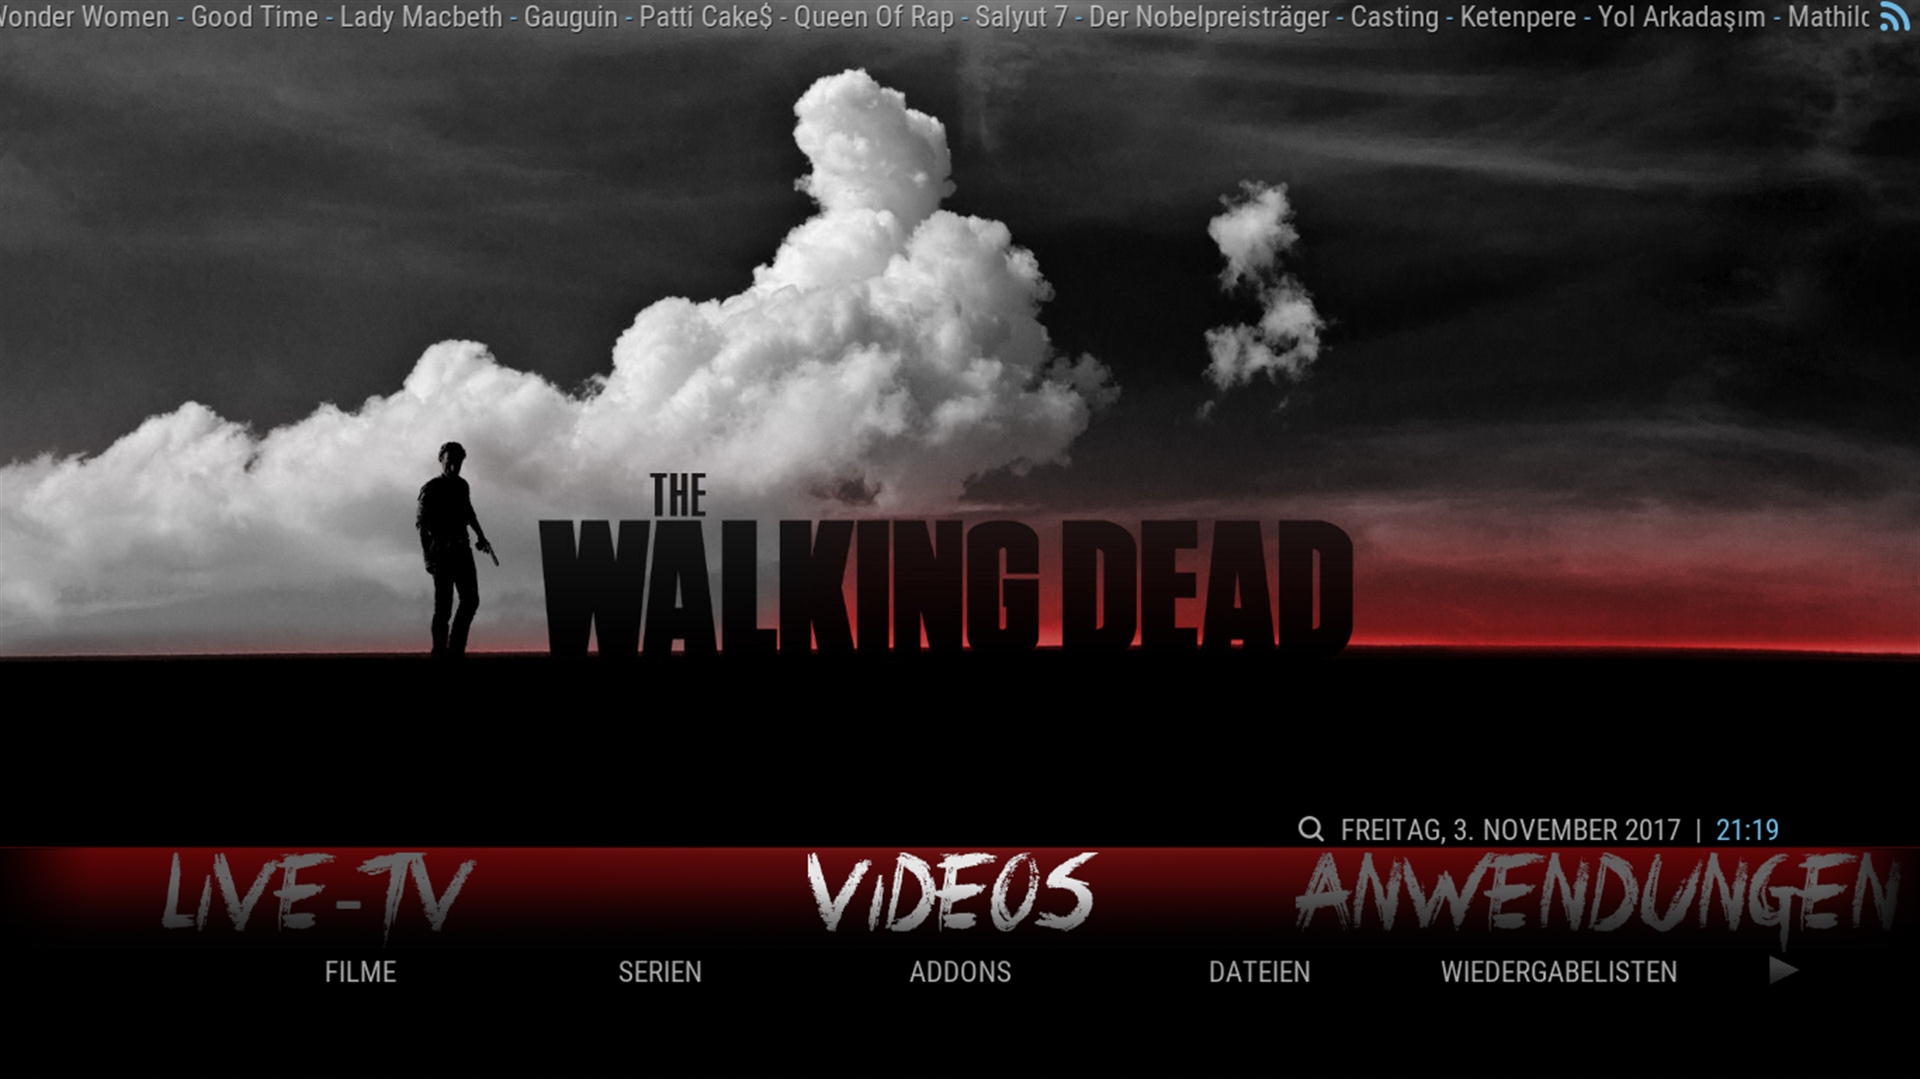 Wonder Women - Good Time - Lady Macbeth - Gauguin - Patti Cake$ - Queen Of Rap - Salyut 7 - Der Nobelpreisträger - Casting - Ketenpere - Yol Arkadaşım - Mathilc
THE
WALKING DEAD
FREITAG, 3. NOVEMBER 2017 | 21:19
LIVE-TV VIDEOS ANWENDUNGEN
FILME SERIEN ADDONS DATEIEN WIEDERGABELISTEN